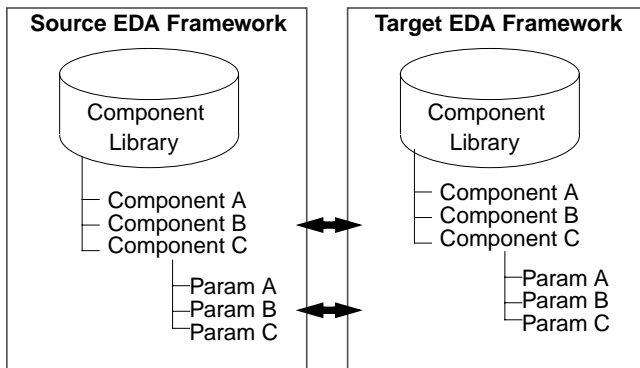 Source EDA Framework
Component
Library
Component A
Component B
Component C
Param A
Param B
Param C
Target EDA Framework
Component
Library
Component A
Component B
Component C
Param A
Param B
Param C